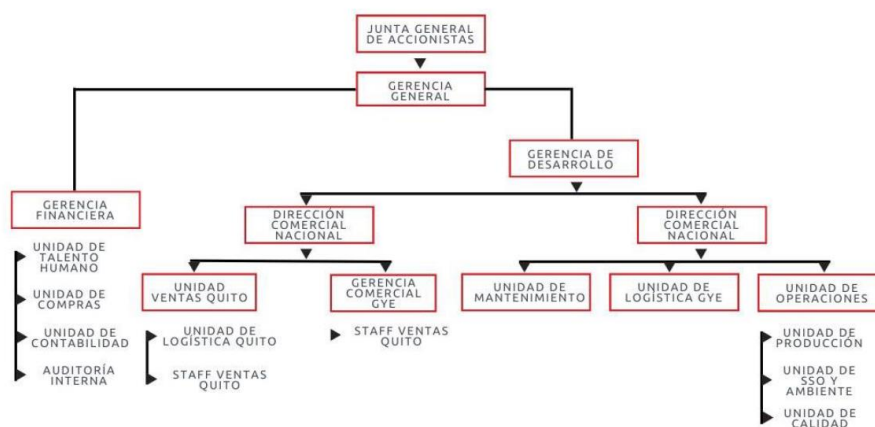 JUNTA GENERAL
DE ACCIONISTAS
GERENCIA
GENERAL
GERENCIA DE
DESARROLLO
GERENCIA
FINANCIERA
UNIDAD DE
TALENTO
HUMANO
UNIDAD DE
COMPRAS
UNIDAD DE
CONTABILIDAD
AUDITORÍA
INTERNA
DIRECCIÓN
COMERCIAL
NACIONAL
UNIDAD
VENTAS QUITO
UNIDAD DE
LOGÍSTICA QUITO
STAFF VENTAS
QUITO
GERENCIA
COMERCIAL
GYE
STAFF VENTAS
QUITO
DIRECCIÓN
COMERCIAL
NACIONAL
UNIDAD DE
MANTENIMIENTO
UNIDAD DE
LOGÍSTICA GYE
UNIDAD DE
OPERACIONES
UNIDAD DE
PRODUCCIÓN
UNIDAD DE
SSO Y
AMBIENTE
UNIDAD DE
CALIDAD